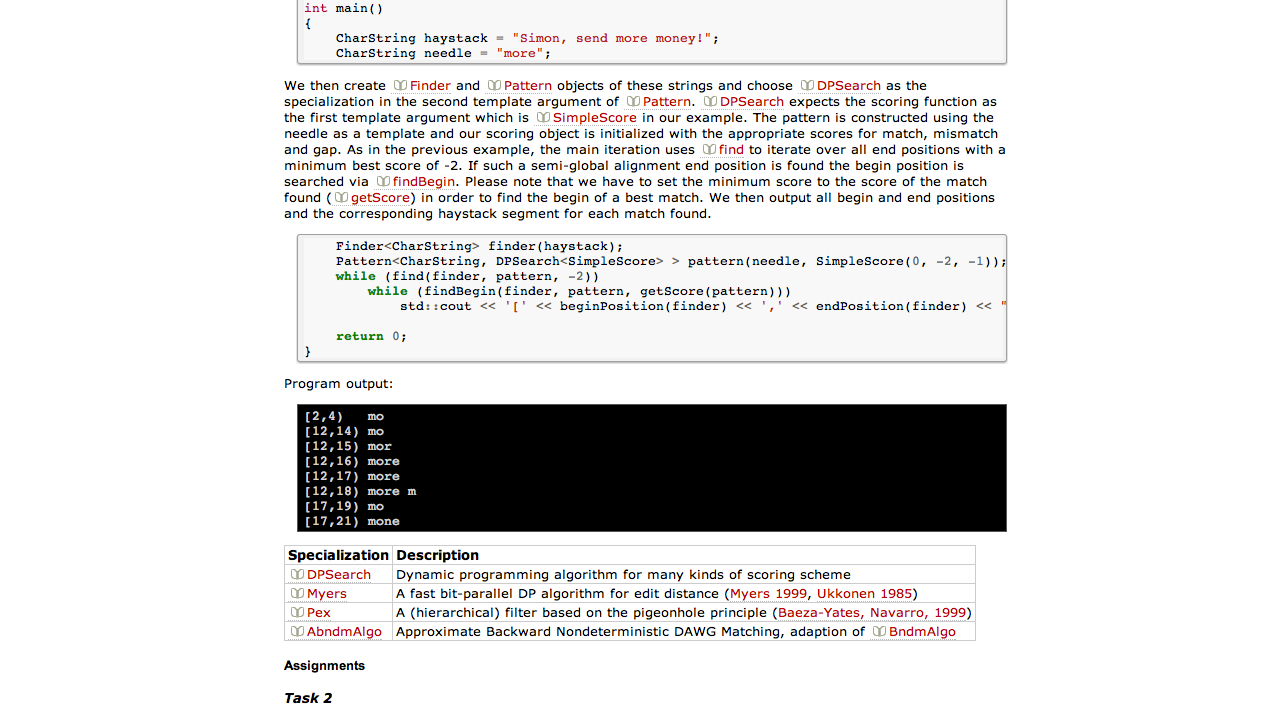 int main()
{
    CharString haystack = "Simon, send more money!";
    CharString needle = "more";
We then create Finder and Pattern objects of these strings and choose DPSearch as the
specialization in the second template argument of Pattern. DPSearch expects the scoring function as
the first template argument which is SimpleScore in our example. The pattern is constructed using the
needle as a template and our scoring object is initialized with the appropriate scores for match, mismatch
and gap. As in the previous example, the main iteration uses find to iterate over all end positions with a
minimum best score of -2. If such a semi-global alignment end position is found the begin position is
searched via findBegin. Please note that we have to set the minimum score to the score of the match
found (getScore) in order to find the begin of a best match. We then output all begin and end positions
and the corresponding haystack segment for each match found.
    Finder<CharString> finder(haystack);
    Pattern<CharString, DPSearch<SimpleScore> > pattern(needle, SimpleScore(0, -2, -1));
    while (find(finder, pattern, -2))
        while (findBegin(finder, pattern, getScore(pattern)))
            std::cout << '[' << beginPosition(finder) << ',' << endPosition(finder) << "
    return 0;
}
Program output:
[2,4)   mo
[12,14) mo
[12,15) mor
[12,16) more
[12,17) more
[12,18) more m
[17,19) mo
[17,21) mone
Specialization Description
DPSearch Dynamic programming algorithm for many kinds of scoring scheme
Myers A fast bit-parallel DP algorithm for edit distance (Myers 1999, Ukkonen 1985)
Pex A (hierarchical) filter based on the pigeonhole principle (Baeza-Yates, Navarro, 1999)
AbndmAlgo Approximate Backward Nondeterministic DAWG Matching, adaption of BndmAlgo
Assignments
Task 2